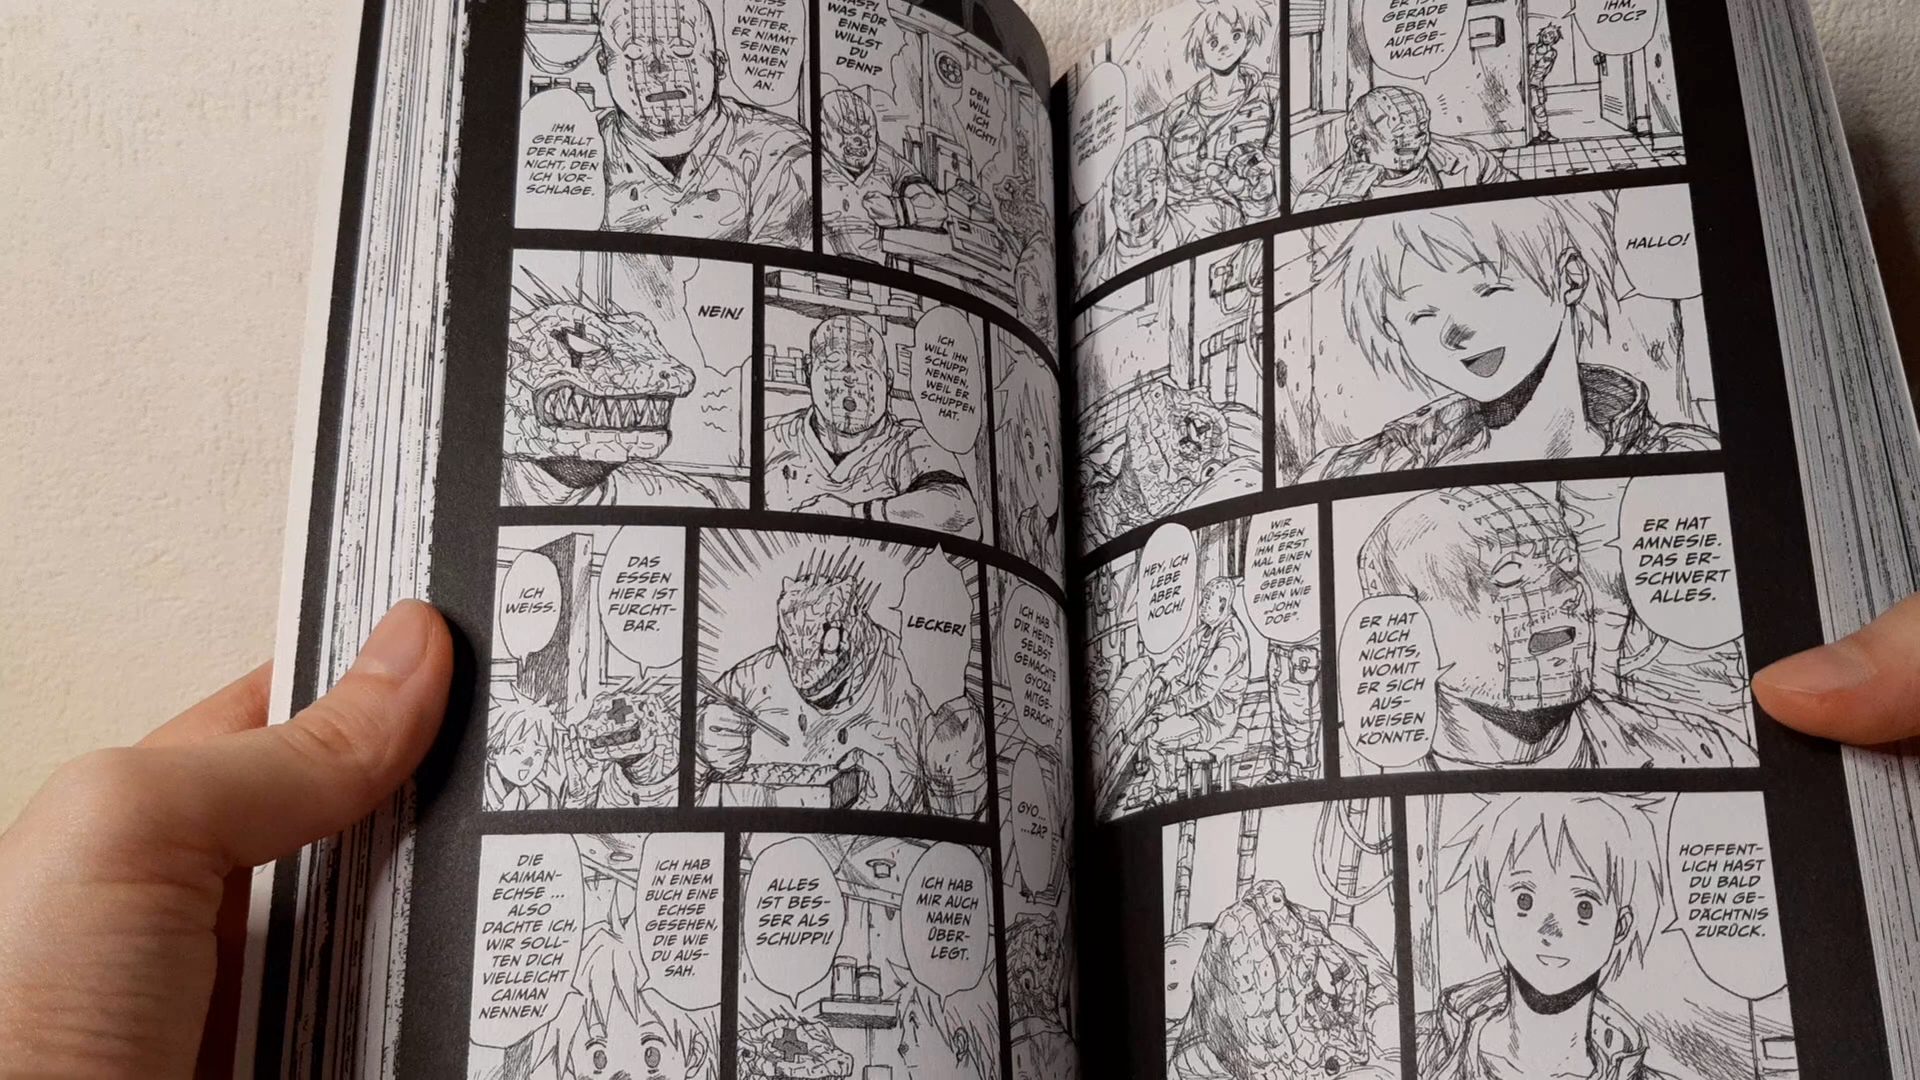 IHM,
DOC?
ER IST
GERADE
EBEN
AUFGE-
WACHT.
HALLO!
ER HAT
AMNESIE.
DAS ER-
SCHWERT
ALLES.
ER HAT
AUCH
NICHTS,
WOMIT
ER SICH
AUS-
WEISEN
KÖNNTE.
WIR
MÜSSEN
IHM ERST
MAL EINEN
NAMEN
GEBEN,
EINEN WIE
„JOHN
DOE“.
HEY, ICH
LEBE
ABER
NOCH!
HOFFENT-
LICH HAST
DU BALD
DEIN GE-
DÄCHTNIS
ZURÜCK.
DEN
WILL
ICH
NICHT!
WAS?!
WAS FÜR
EINEN
WILLST
DU
DENN?
WEISS
NICHT
WEITER.
ER NIMMT
SEINEN
NAMEN
NICHT
AN.
IHM
GEFÄLLT
DER NAME
NICHT, DEN
ICH VOR-
SCHLAGE.
ICH
WILL IHN
SCHUPPI
NENNEN,
WEIL ER
SCHUPPEN
HAT.
NEIN!
ICH HAB
DIR HEUTE
SELBST
GEMACHTE
GYOZA
MITGE-
BRACHT.
GYO...
...ZA?
LECKER!
DAS
ESSEN
HIER IST
FURCHT-
BAR.
ICH
WEISS.
ICH HAB
MIR AUCH
NAMEN
ÜBER-
LEGT.
ALLES
IST BES-
SER ALS
SCHUPPI!
ICH HAB
IN EINEM
BUCH EINE
ECHSE
GESEHEN,
DIE WIE
DU AUS-
SAH.
DIE
KAIMAN-
ECHSE ...
ALSO
DACHTE ICH,
WIR SOLL-
TEN DICH
VIELLEICHT
CAIMAN
NENNEN!